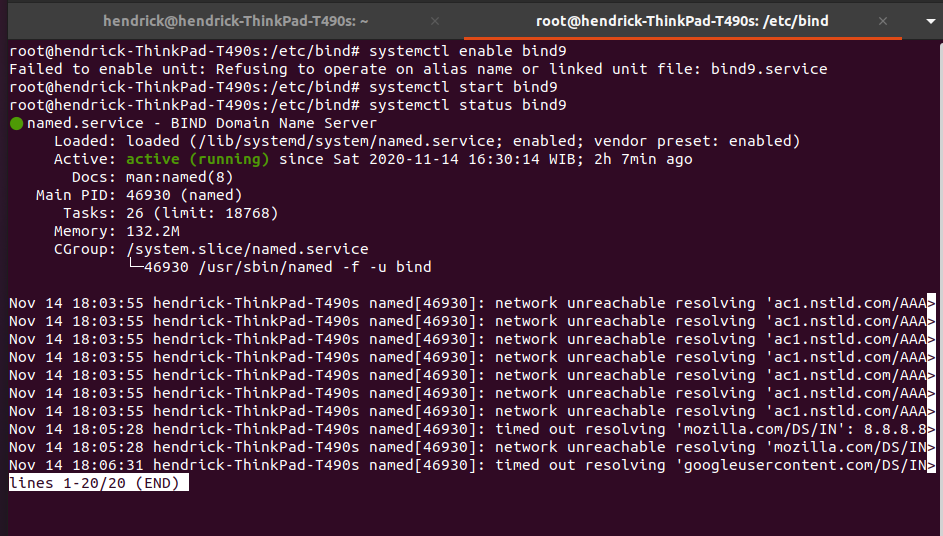 hendrick@hendrick-ThinkPad-T490s: ~ × root@hendrick-ThinkPad-T490s: /etc/bind ×
root@hendrick-ThinkPad-T490s:/etc/bind# systemctl enable bind9
Failed to enable unit: Refusing to operate on alias name or linked unit file: bind9.service
root@hendrick-ThinkPad-T490s:/etc/bind# systemctl start bind9
root@hendrick-ThinkPad-T490s:/etc/bind# systemctl status bind9
● named.service - BIND Domain Name Server
Loaded: loaded (/lib/systemd/system/named.service; enabled; vendor preset: enabled)
Active: active (running) since Sat 2020-11-14 16:30:14 WIB; 2h 7min ago
Docs: man:named(8)
Main PID: 46930 (named)
Tasks: 26 (limit: 18768)
Memory: 132.2M
CGroup: /system.slice/named.service
└─46930 /usr/sbin/named -f -u bind
Nov 14 18:03:55 hendrick-ThinkPad-T490s named[46930]: network unreachable resolving 'ac1.nstld.com/AAA>
Nov 14 18:03:55 hendrick-ThinkPad-T490s named[46930]: network unreachable resolving 'ac1.nstld.com/AAA>
Nov 14 18:03:55 hendrick-ThinkPad-T490s named[46930]: network unreachable resolving 'ac1.nstld.com/AAA>
Nov 14 18:03:55 hendrick-ThinkPad-T490s named[46930]: network unreachable resolving 'ac1.nstld.com/AAA>
Nov 14 18:03:55 hendrick-ThinkPad-T490s named[46930]: network unreachable resolving 'ac1.nstld.com/AAA>
Nov 14 18:03:55 hendrick-ThinkPad-T490s named[46930]: network unreachable resolving 'ac1.nstld.com/AAA>
Nov 14 18:03:55 hendrick-ThinkPad-T490s named[46930]: network unreachable resolving 'ac1.nstld.com/AAA>
Nov 14 18:05:28 hendrick-ThinkPad-T490s named[46930]: timed out resolving 'mozilla.com/DS/IN': 8.8.8.8>
Nov 14 18:05:28 hendrick-ThinkPad-T490s named[46930]: network unreachable resolving 'mozilla.com/DS/IN>
Nov 14 18:06:31 hendrick-ThinkPad-T490s named[46930]: timed out resolving 'googleusercontent.com/DS/IN>
lines 1-20/20 (END)